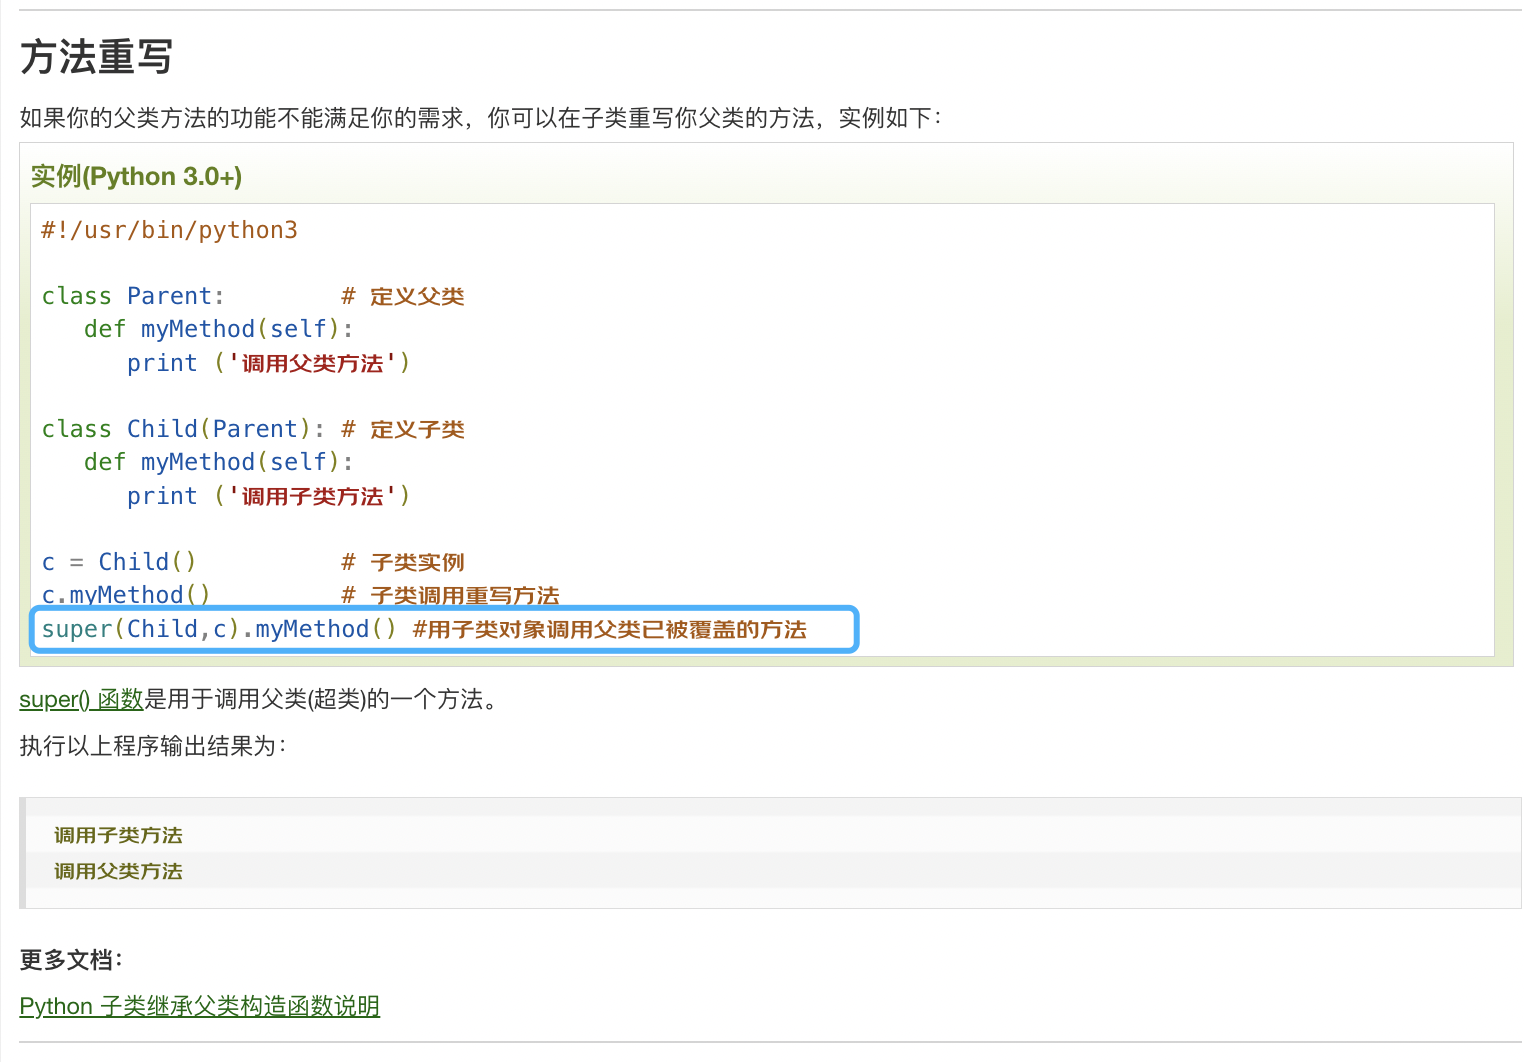 方法重写
如果你的父类方法的功能不能满足你的需求，你可以在子类重写你父类的方法，实例如下：
实例(Python 3.0+)
#!/usr/bin/python3
class Parent:        # 定义父类
   def myMethod(self):
      print ('调用父类方法')
class Child(Parent): # 定义子类
   def myMethod(self):
      print ('调用子类方法')
c = Child()          # 子类实例
c.myMethod()         # 子类调用重写方法
super(Child,c).myMethod() #用子类对象调用父类已被覆盖的方法
super() 函数是用于调用父类(超类)的一个方法。
执行以上程序输出结果为：
调用子类方法
调用父类方法
更多文档：
Python 子类继承父类构造函数说明